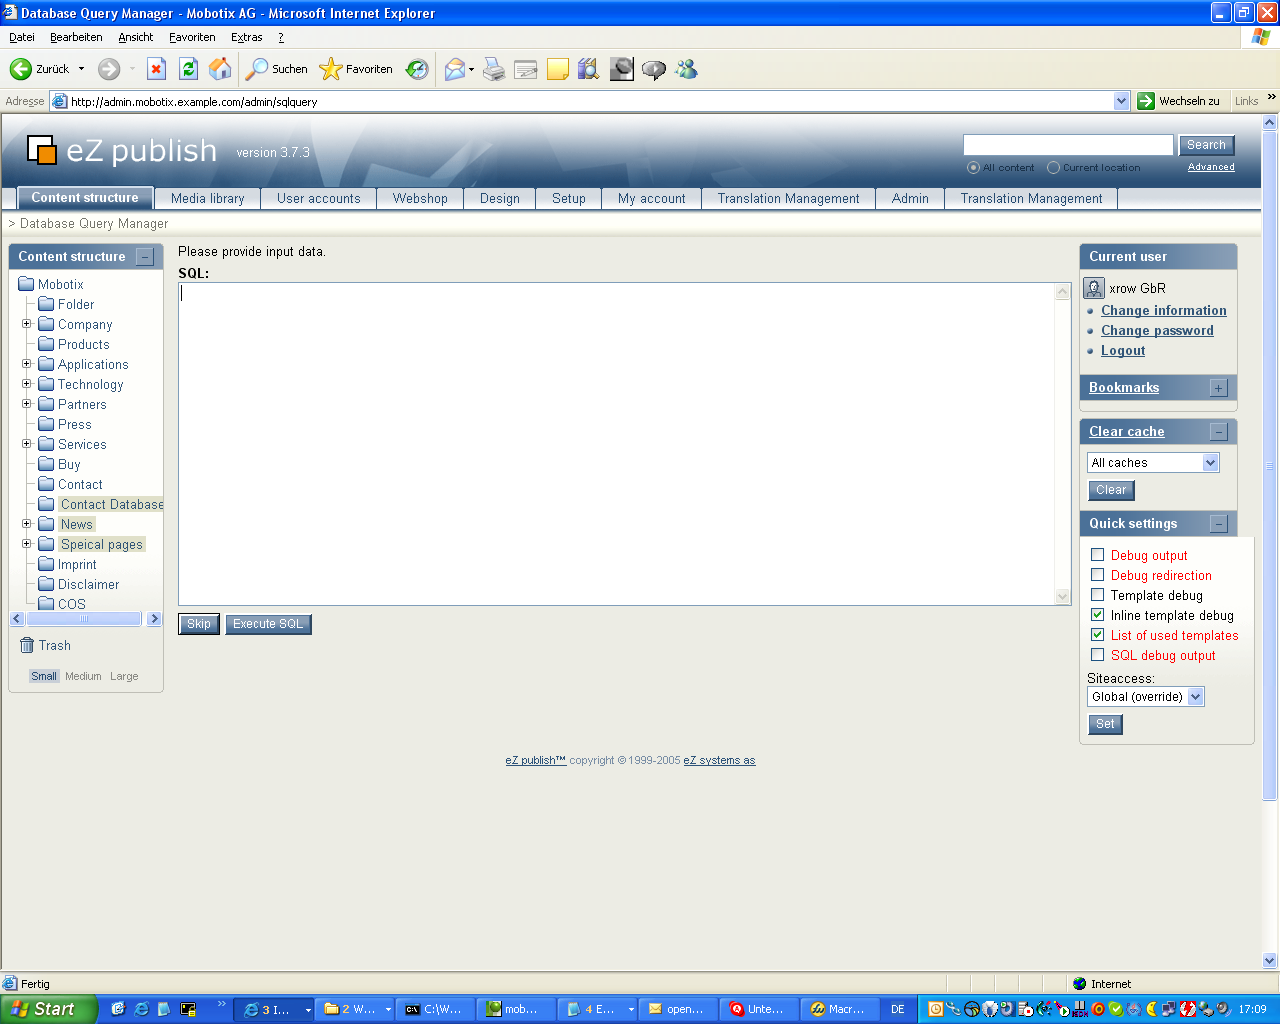 Database Query Manager - Mobotix AG - Microsoft Internet Explorer
Datei Bearbeiten Ansicht Favoriten Extras ?
Zurück Suchen Favoriten
Adresse http://admin.mobotix.example.com/admin/sqlquery Wechseln zu Links »
eZ publish version 3.7.3
Search
All content Current location Advanced
Content structure Media library User accounts Webshop Design Setup My account Translation Management Admin Translation Management
> Database Query Manager
Content structure
Mobotix
Folder
Company
Products
Applications
Technology
Partners
Press
Services
Buy
Contact
Contact Database
News
Speical pages
Imprint
Disclaimer
COS
Trash
Small Medium Large
Please provide input data.
SQL:
Skip Execute SQL
Current user
xrow GbR
Change information
Change password
Logout
Bookmarks
Clear cache
All caches
Clear
Quick settings
Debug output
Debug redirection
Template debug
Inline template debug
List of used templates
SQL debug output
Siteaccess:
Global (override)
Set
eZ publish™ copyright © 1999-2005 eZ systems as
Fertig Internet
Start » 3 I... 2 W... C:\W... mob... 4 E... open... Unte... Macr... DE 17:09